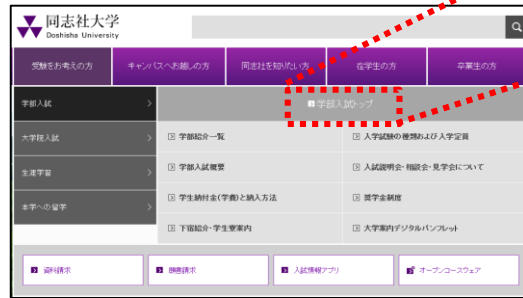 同志社大学
Doshisha University
受験をお考えの方
キャンパスへお越しの方
同志社を知りたい方
在学生の方
卒業生の方
学部入試
学部入試トップ
大学院入試
学部紹介一覧
入学試験の種類および入学定員
生涯学習
学部入試概要
入試説明会・相談会・見学会について
本学への留学
学生納付金(学費)と納入方法
奨学金制度
下宿紹介・学生寮案内
大学案内デジタルパンフレット
資料請求
願書請求
入試情報アプリ
オープンコースウェア